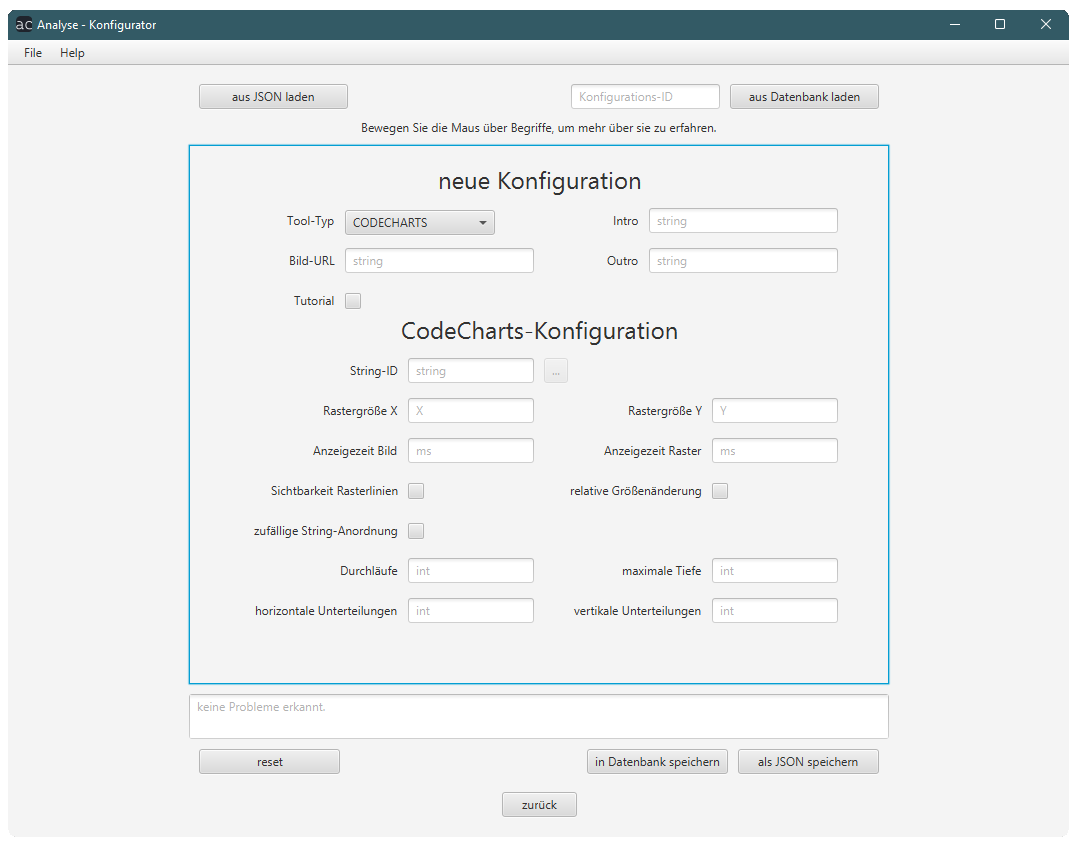 ac Analyse - Konfigurator
File Help
aus JSON laden Konfigurations-ID aus Datenbank laden
Bewegen Sie die Maus über Begriffe, um mehr über sie zu erfahren.
neue Konfiguration
Tool-Typ CODECHARTS Intro string
Bild-URL string Outro string
Tutorial
CodeCharts-Konfiguration
String-ID string ...
Rastergröße X X Rastergröße Y Y
Anzeigezeit Bild ms Anzeigezeit Raster ms
Sichtbarkeit Rasterlinien relative Größenänderung
zufällige String-Anordnung
Durchläufe int maximale Tiefe int
horizontale Unterteilungen int vertikale Unterteilungen int
keine Probleme erkannt.
reset in Datenbank speichern als JSON speichern
zurück